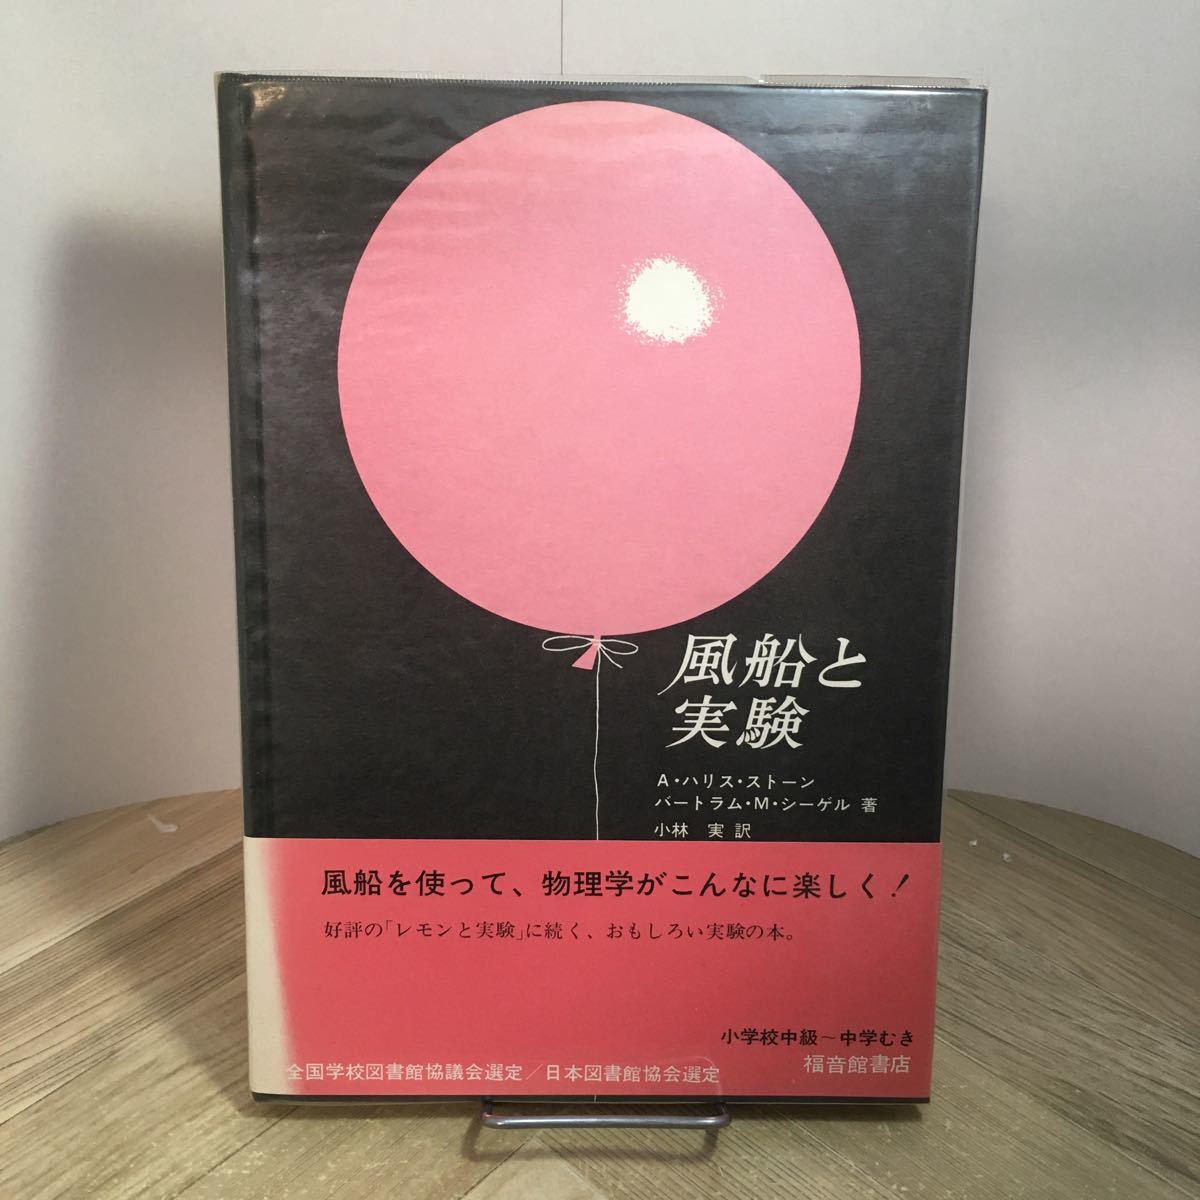 風船と
実験
A・ハリス・ストーン
バートラム・M・シーゲル 著
小林 実 訳
風船を使って、物理学がこんなに楽しく!
好評の「レモンと実験」に続く、おもしろい実験の本。
小学校中級～中学むき
全国学校図書館協議会選定／日本図書館協会選定
福音館書店